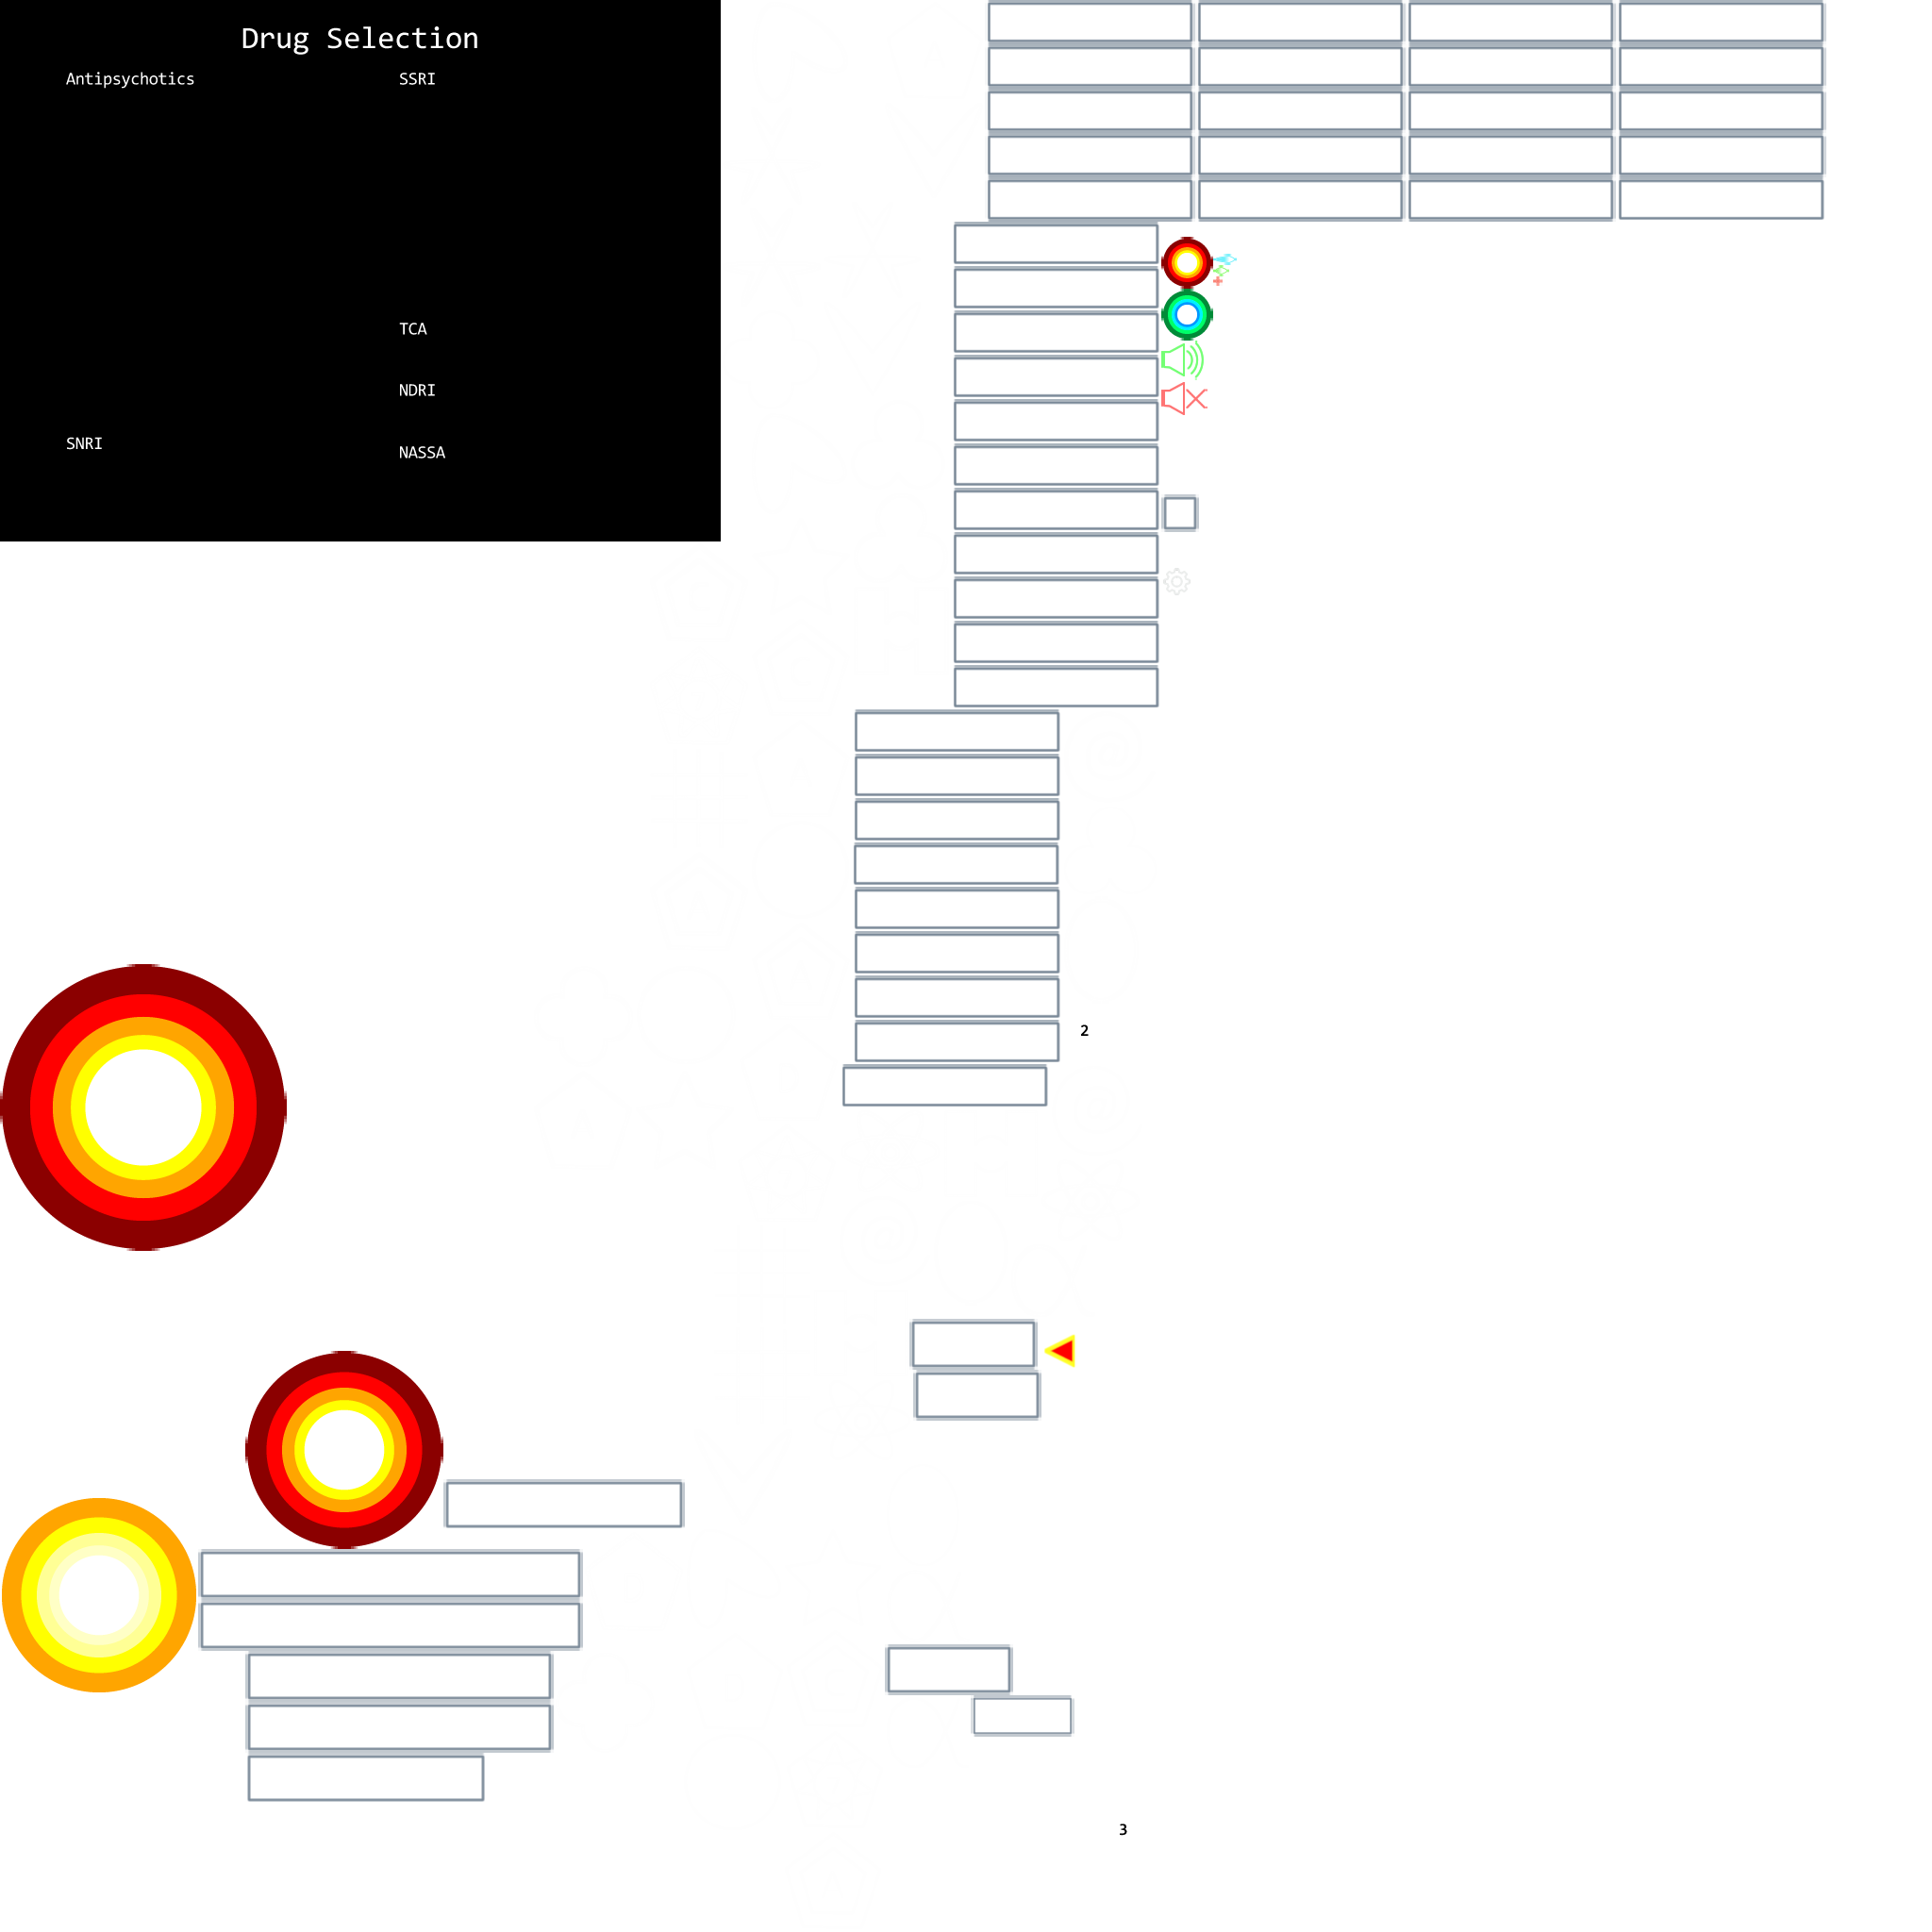 Drug Selection
Antipsychotics
SSRI
TCA
NDRI
SNRI
NASSA
2
3